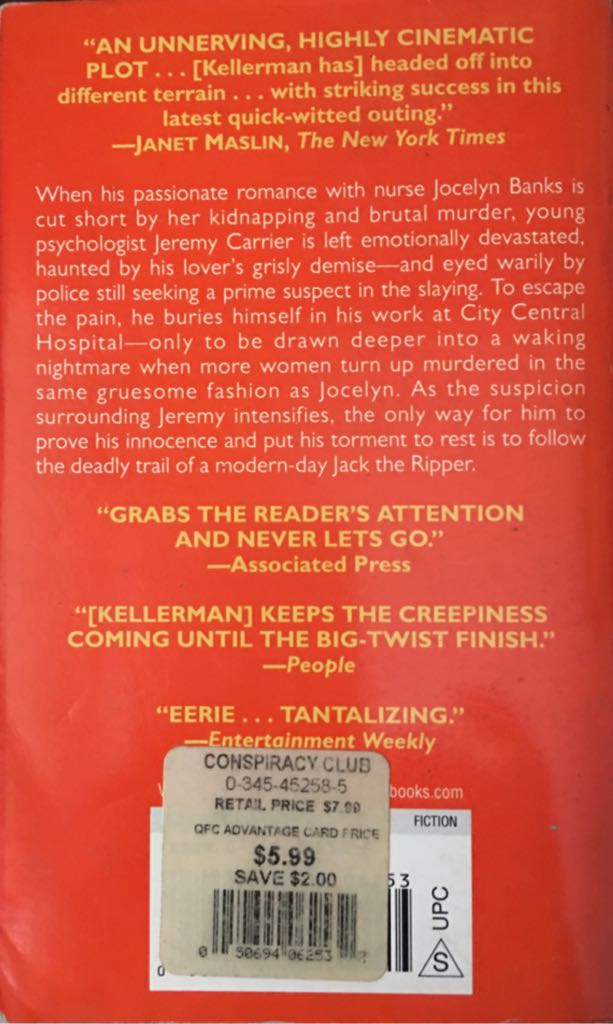 “AN UNNERVING, HIGHLY CINEMATIC
PLOT . . . [Kellerman has] headed off into
different terrain . . . with striking success in this
latest quick-witted outing.”
—JANET MASLIN, The New York Times
When his passionate romance with nurse Jocelyn Banks is
cut short by her kidnapping and brutal murder, young
psychologist Jeremy Carrier is left emotionally devastated,
haunted by his lover’s grisly demise—and eyed warily by
police still seeking a prime suspect in the slaying. To escape
the pain, he buries himself in his work at City Central
Hospital—only to be drawn deeper into a waking
nightmare when more women turn up murdered in the
same gruesome fashion as Jocelyn. As the suspicion
surrounding Jeremy intensifies, the only way for him to
prove his innocence and put his torment to rest is to follow
the deadly trail of a modern-day Jack the Ripper.
“GRABS THE READER’S ATTENTION
AND NEVER LETS GO.”
—Associated Press
“[KELLERMAN] KEEPS THE CREEPINESS
COMING UNTIL THE BIG-TWIST FINISH.”
—People
“EERIE . . . TANTALIZING.”
—Entertainment Weekly
CONSPIRACY CLUB
0-345-45258-5
RETAIL PRICE $7.99
QFC ADVANTAGE CARD PRICE
$5.99
SAVE $2.00
0 50694 06253
books.com
FICTION
53
UPC
S
0